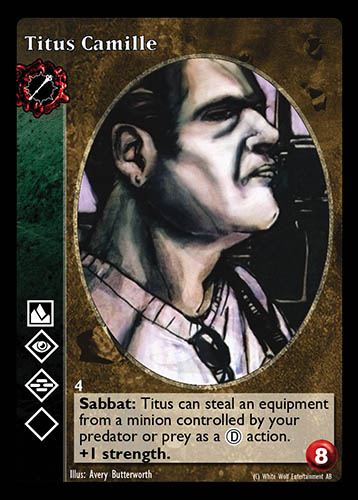 Titus Camille
4
Sabbat: Titus can steal an equipment
from a minion controlled by your
predator or prey as a Ⓓ action.
+1 strength.
8
Illus: Avery Butterworth
(C) White Wolf Entertainment AB